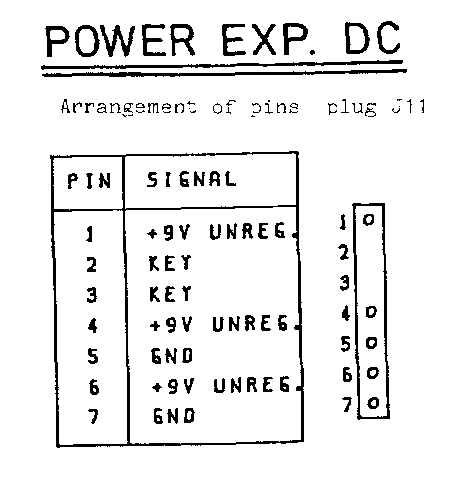 POWER EXP. DC
Arrangement of pins plug J11
PIN SIGNAL
1 +9V UNREG.
2 KEY
3 KEY
4 +9V UNREG.
5 GND
6 +9V UNREG.
7 GND
1
2
3
4
5
6
7